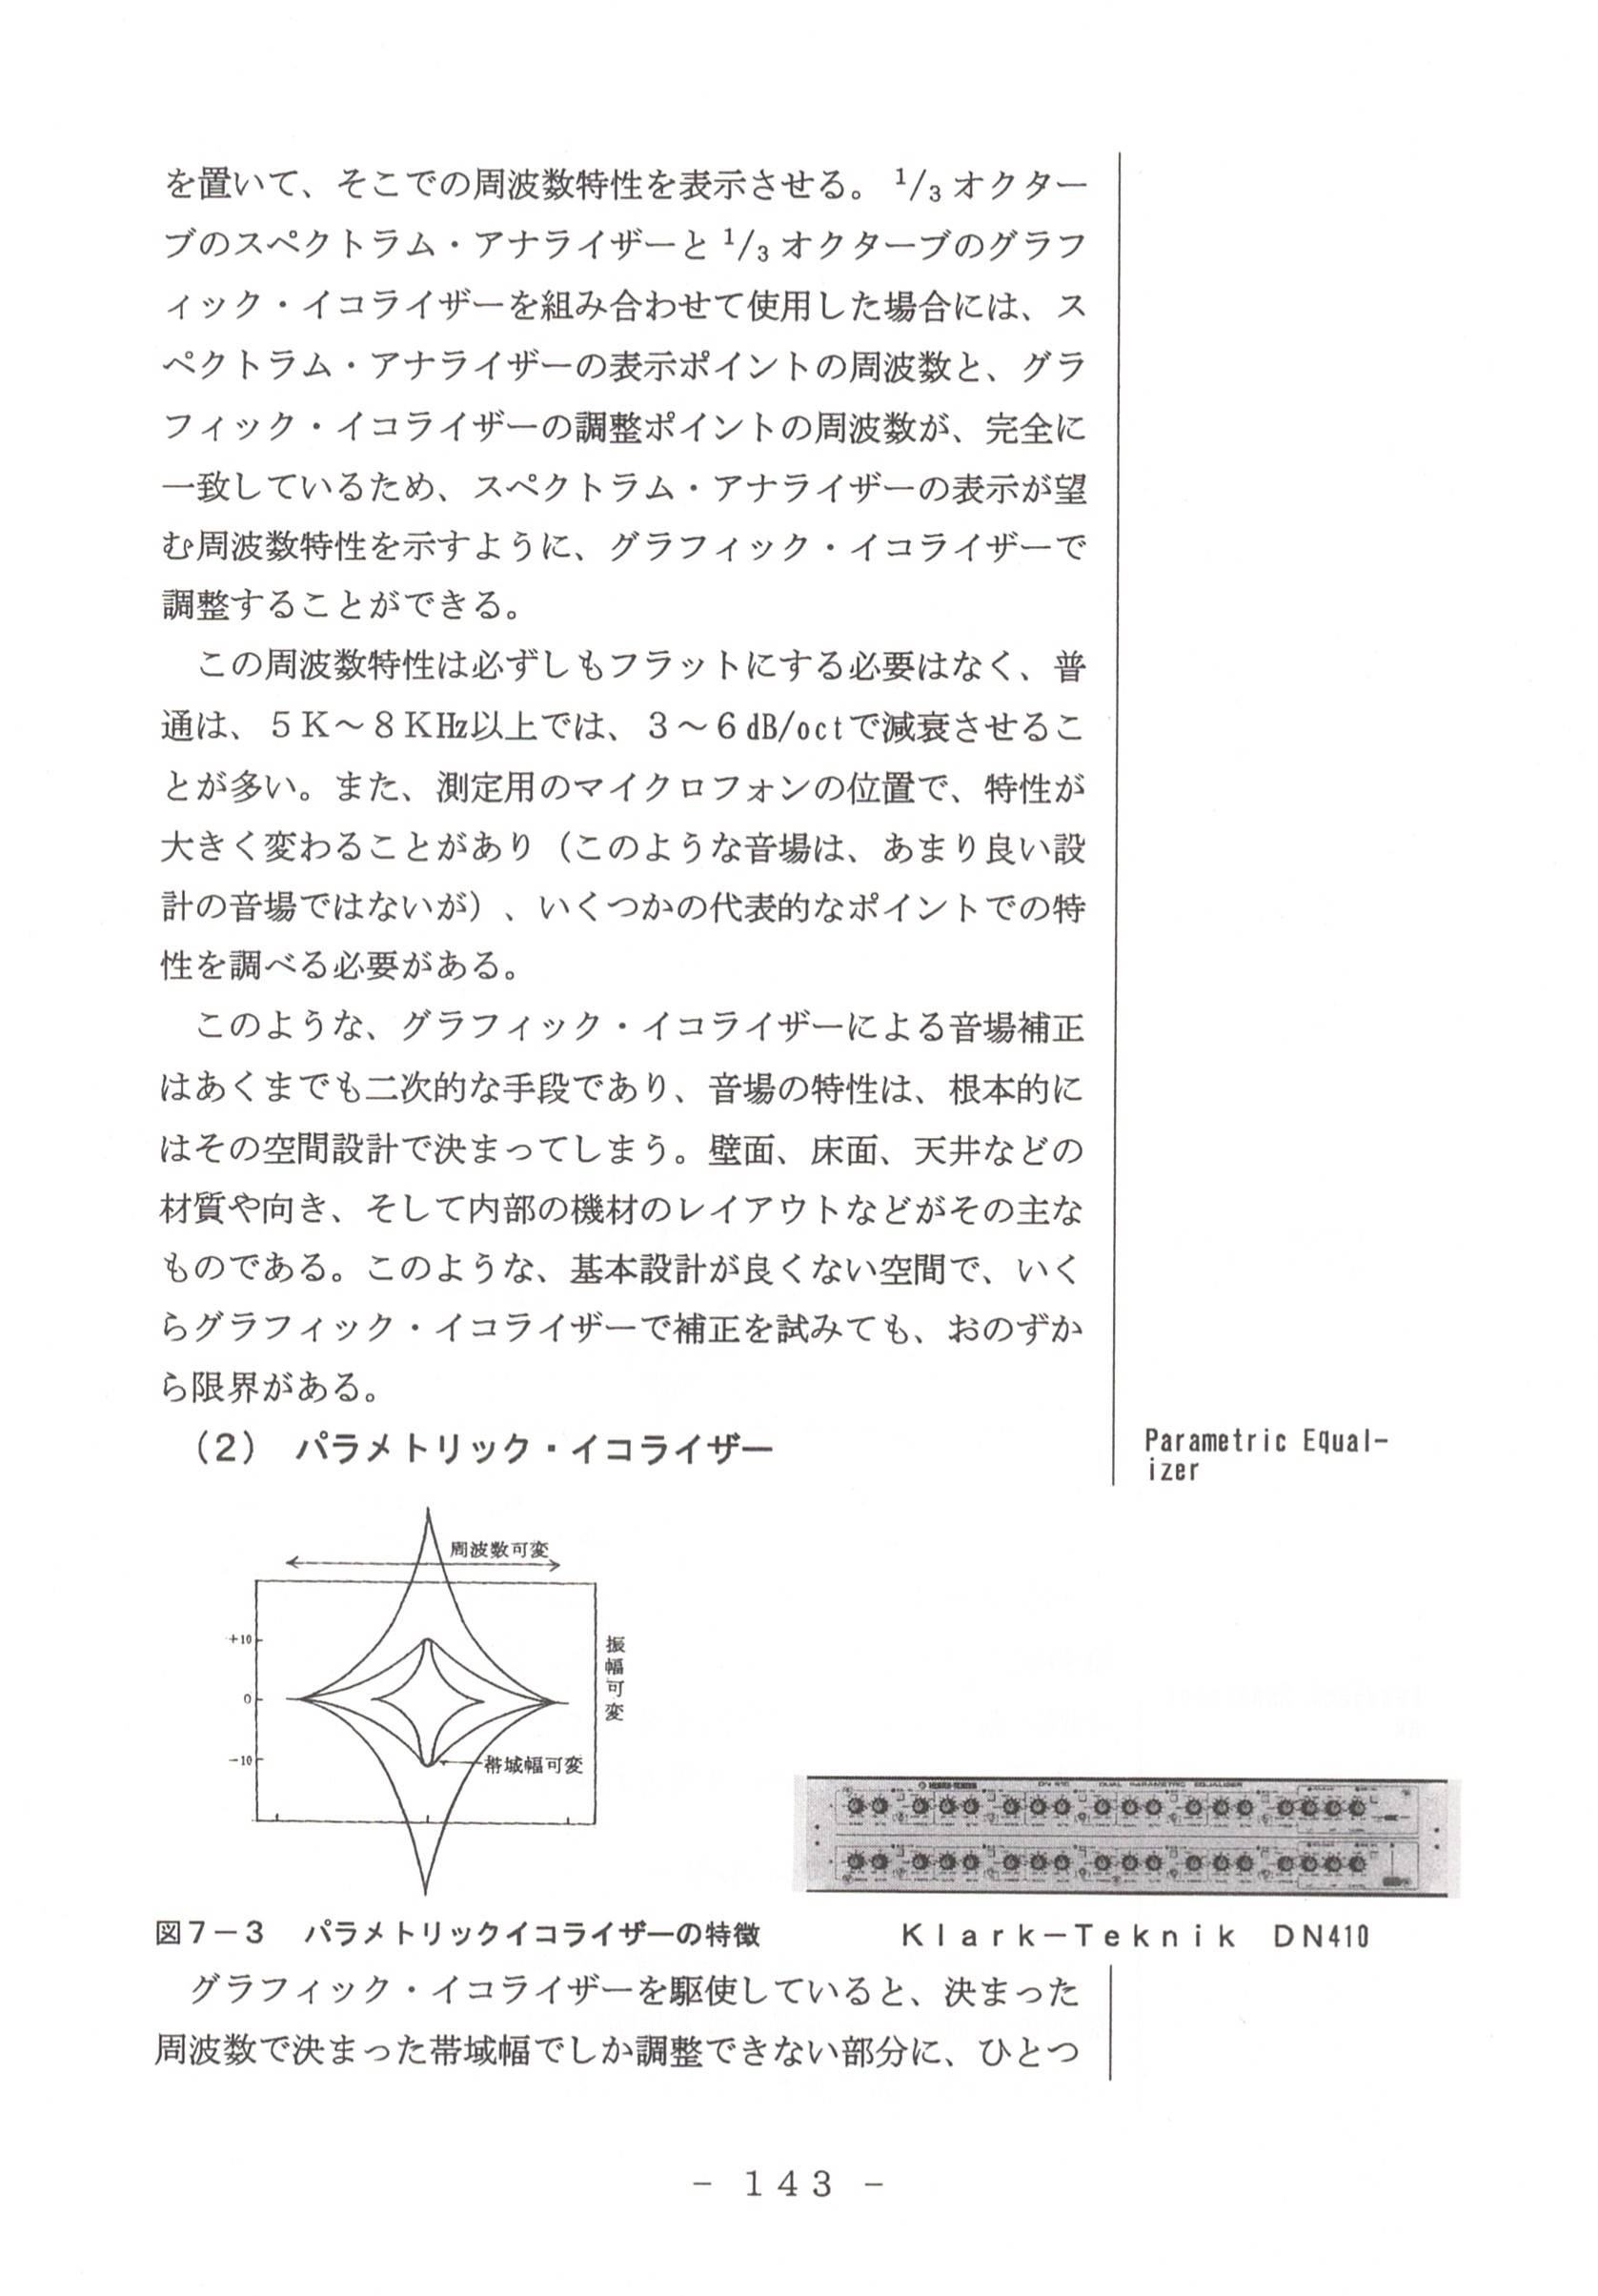 を置いて、そこでの周波数特性を表示させる。1/3オクター
ブのスペクトラム・アナライザーと1/3オクターブのグラフ
ィック・イコライザーを組み合わせて使用した場合には、ス
ペクトラム・アナライザーの表示ポイントの周波数と、グラ
フィック・イコライザーの調整ポイントの周波数が、完全に
一致しているため、スペクトラム・アナライザーの表示が望
む周波数特性を示すように、グラフィック・イコライザーで
調整することができる。
この周波数特性は必ずしもフラットにする必要はなく、普
通は、5K～8KHz以上では、3～6dB/octで減衰させるこ
とが多い。また、測定用のマイクロフォンの位置で、特性が
大きく変わることがあり（このような音場は、あまり良い設
計の音場ではないが）、いくつかの代表的なポイントでの特
性を調べる必要がある。
このような、グラフィック・イコライザーによる音場補正
はあくまでも二次的な手段であり、音場の特性は、根本的に
はその空間設計で決まってしまう。壁面、床面、天井などの
材質や向き、そして内部の機材のレイアウトなどがその主な
ものである。このような、基本設計が良くない空間で、いく
らグラフィック・イコライザーで補正を試みても、おのずか
ら限界がある。
（2） パラメトリック・イコライザー
Parametric Equal-
izer
周波数可変
+10
0
-10
振幅可変
帯域幅可変
KLARK-TEKNIK DN 410 DUAL PARAMETRIC EQUALISER
図7－3 パラメトリックイコライザーの特徴
Klark－Teknik DN410
グラフィック・イコライザーを駆使していると、決まった
周波数で決まった帯域幅でしか調整できない部分に、ひとつ
- 143 -